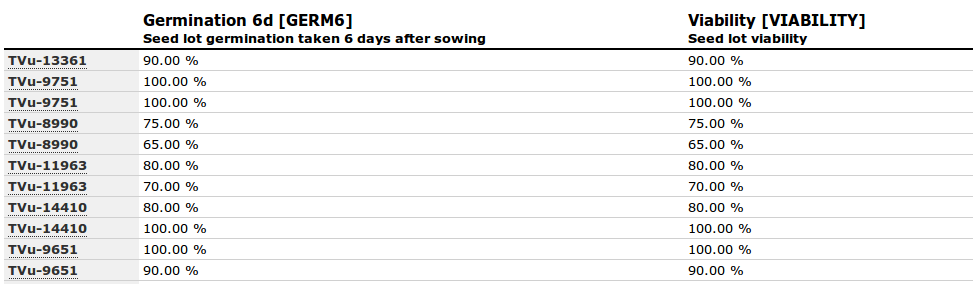 Germination 6d [GERM6] Viability [VIABILITY]
Seed lot germination taken 6 days after sowing Seed lot viability
TVu-13361 90.00 % 90.00 %
TVu-9751 100.00 % 100.00 %
TVu-9751 100.00 % 100.00 %
TVu-8990 75.00 % 75.00 %
TVu-8990 65.00 % 65.00 %
TVu-11963 80.00 % 80.00 %
TVu-11963 70.00 % 70.00 %
TVu-14410 80.00 % 80.00 %
TVu-14410 100.00 % 100.00 %
TVu-9651 100.00 % 100.00 %
TVu-9651 90.00 % 90.00 %